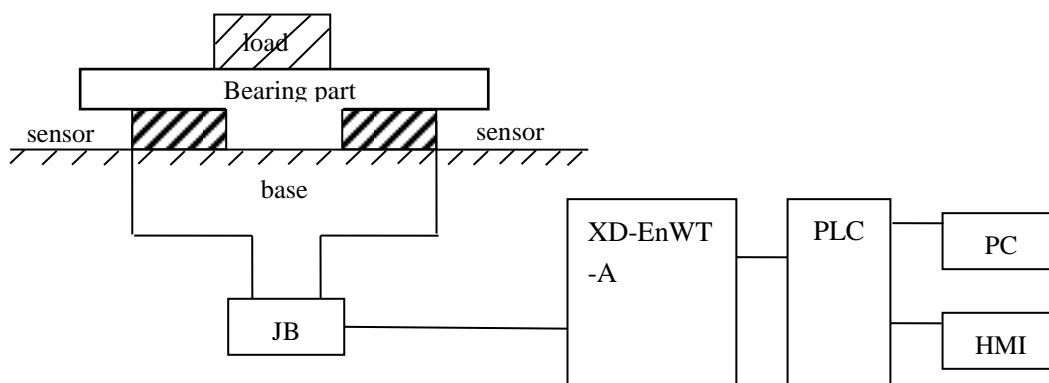 load
Bearing part
sensor
sensor
base
XD-EnWT
-A
PLC
PC
JB
HMI